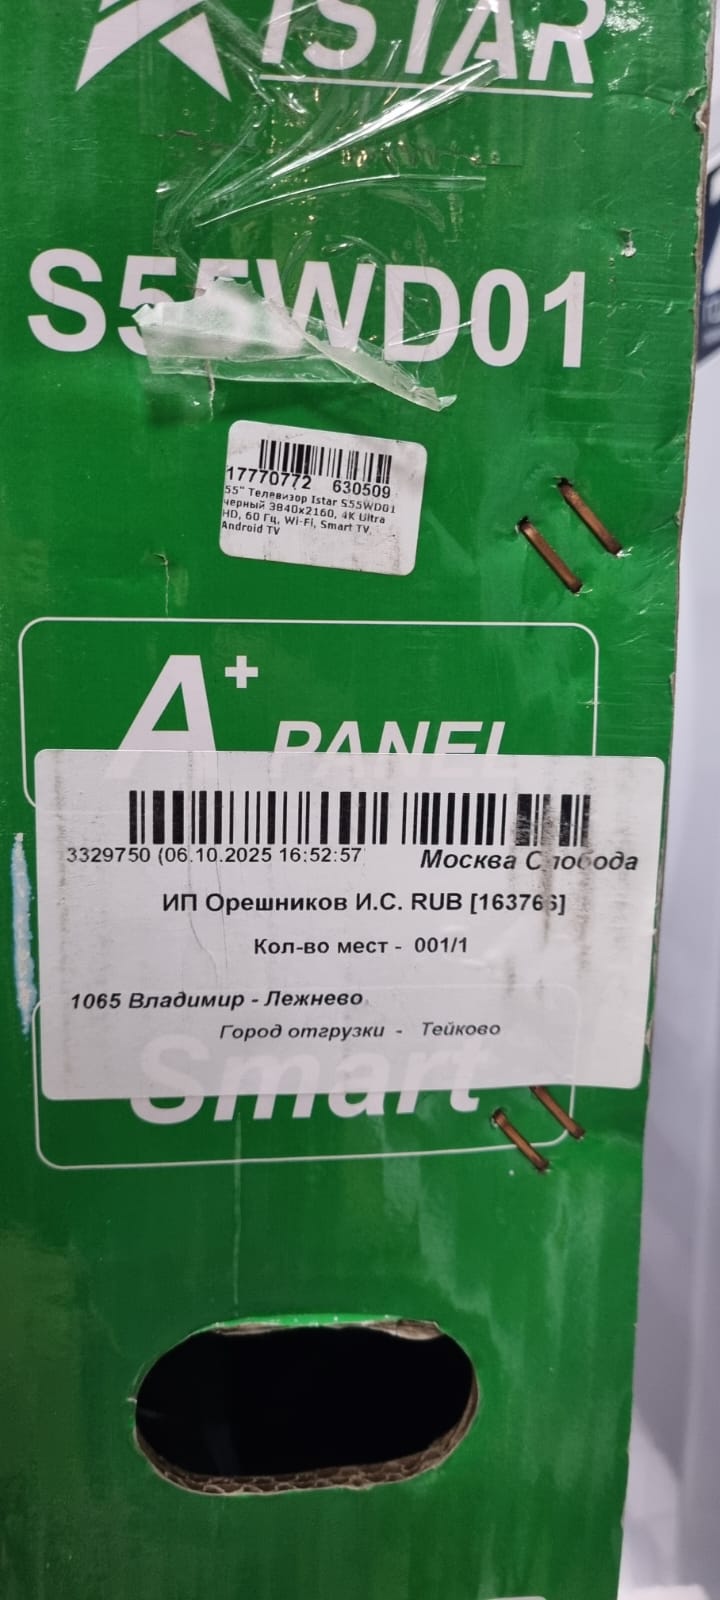 ISTAR
S55WD01
17770772 630509
55" Телевизор Istar S55WD01
черный 3840x2160, 4K Ultra
HD, 60 Гц, Wi-Fi, Smart TV,
Android TV
A+ PANEL
3329750 (06.10.2025 16:52:57 Москва Слобода
ИП Орешников И.С. RUB [163766]
Кол-во мест - 001/1
1065 Владимир - Лежнево
Город отгрузки - Тейково
Smart